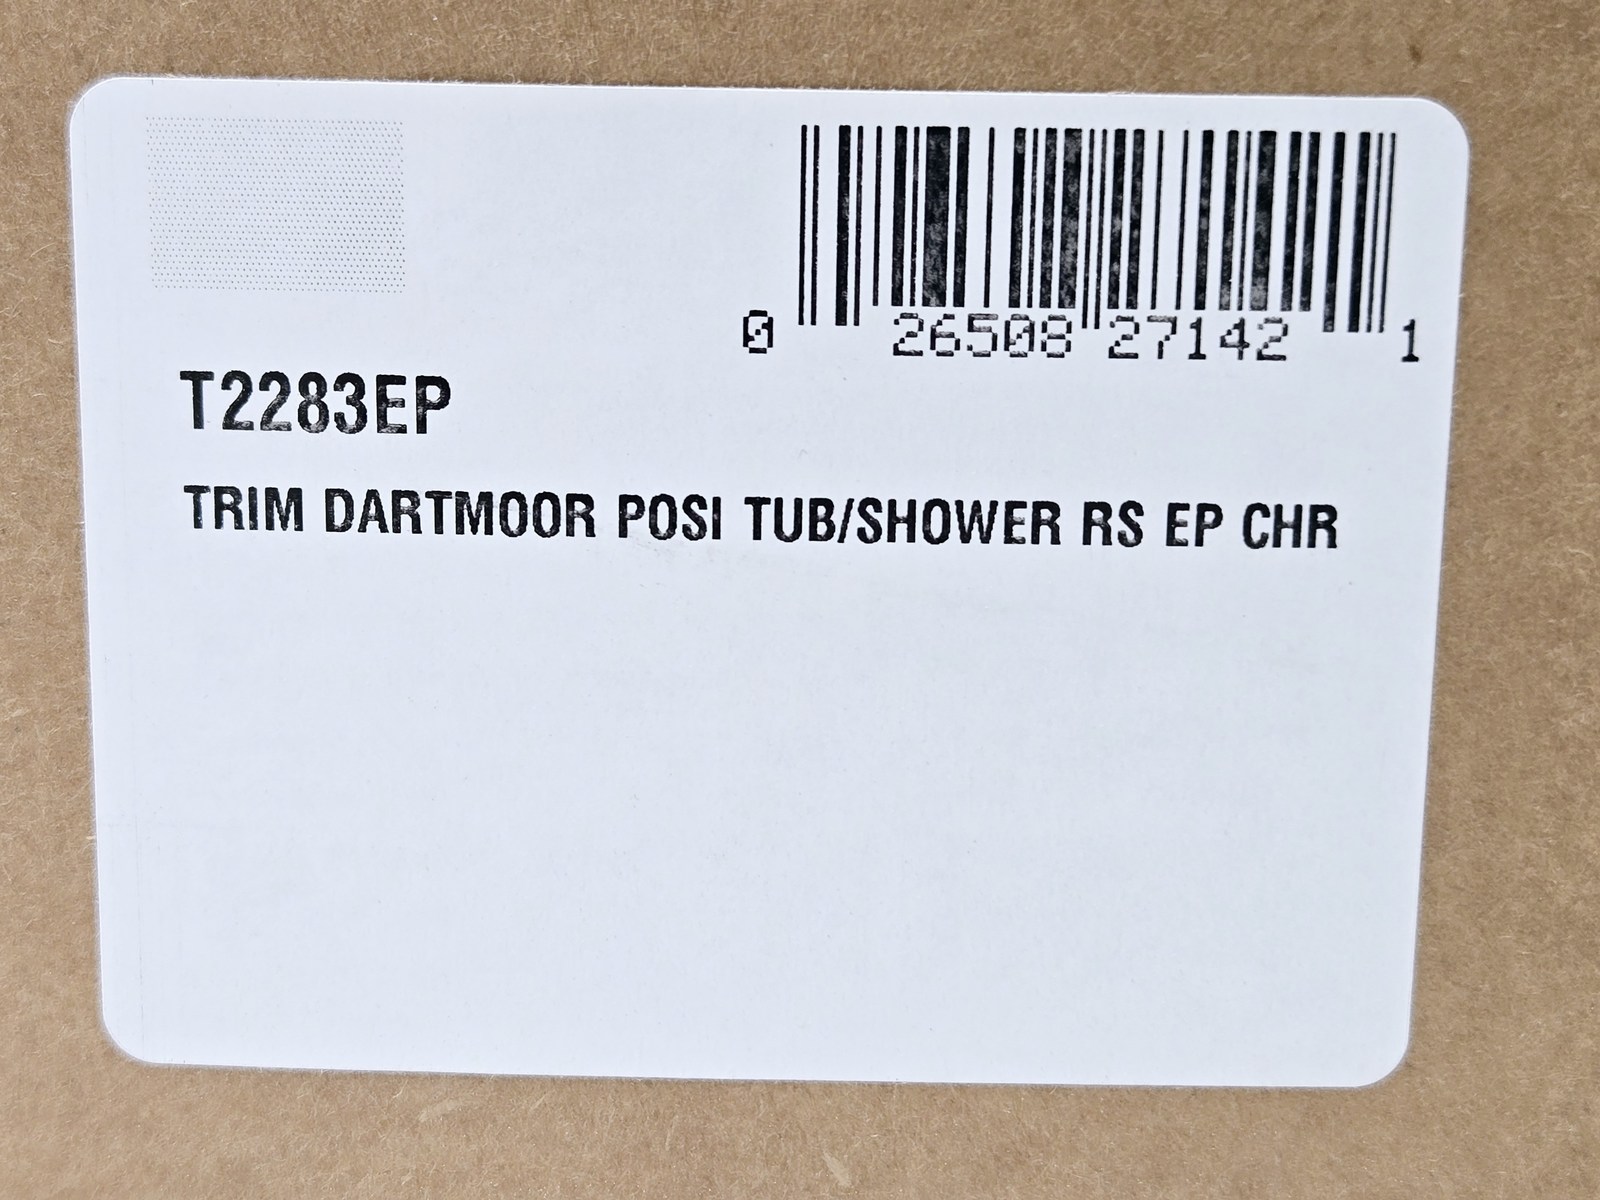 0 26508 27142 1
T2283EP
TRIM DARTMOOR POSI TUB/SHOWER RS EP CHR